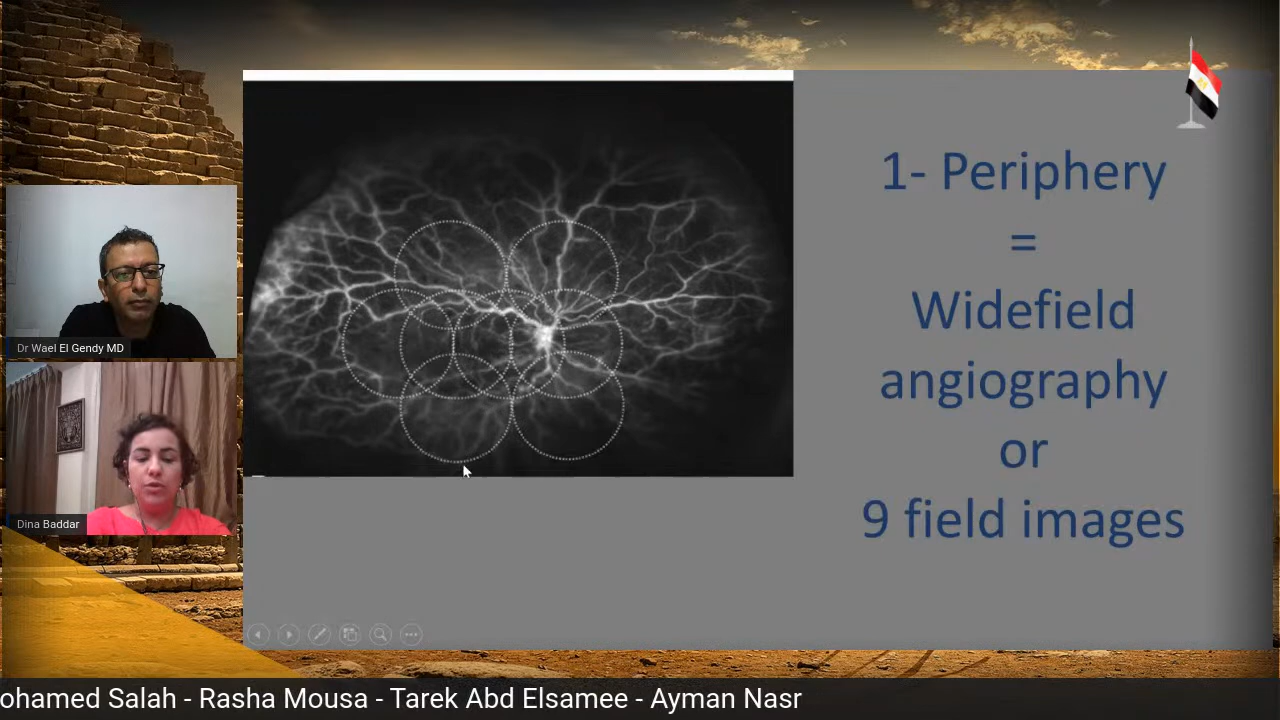 1- Periphery
=
Widefield
angiography
or
9 field images
Dr Wael El Gendy MD
Dina Baddar
ohamed Salah - Rasha Mousa - Tarek Abd Elsamee - Ayman Nasr